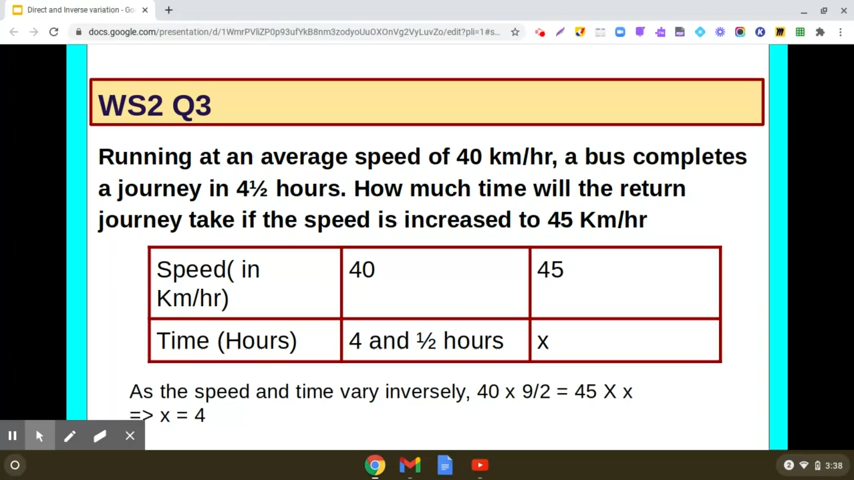 Direct and Inverse variation - Go
docs.google.com/presentation/d/1WmrPVliZP0p93ufYkB8nm3zodyoUuOXOnVg2VyLuvZo/edit?pli=1#s...
WS2 Q3
Running at an average speed of 40 km/hr, a bus completes
a journey in 4½ hours. How much time will the return
journey take if the speed is increased to 45 Km/hr
Speed( in 40 45
Km/hr)
Time (Hours) 4 and ½ hours x
As the speed and time vary inversely, 40 x 9/2 = 45 X x
=> x = 4
2 3:38